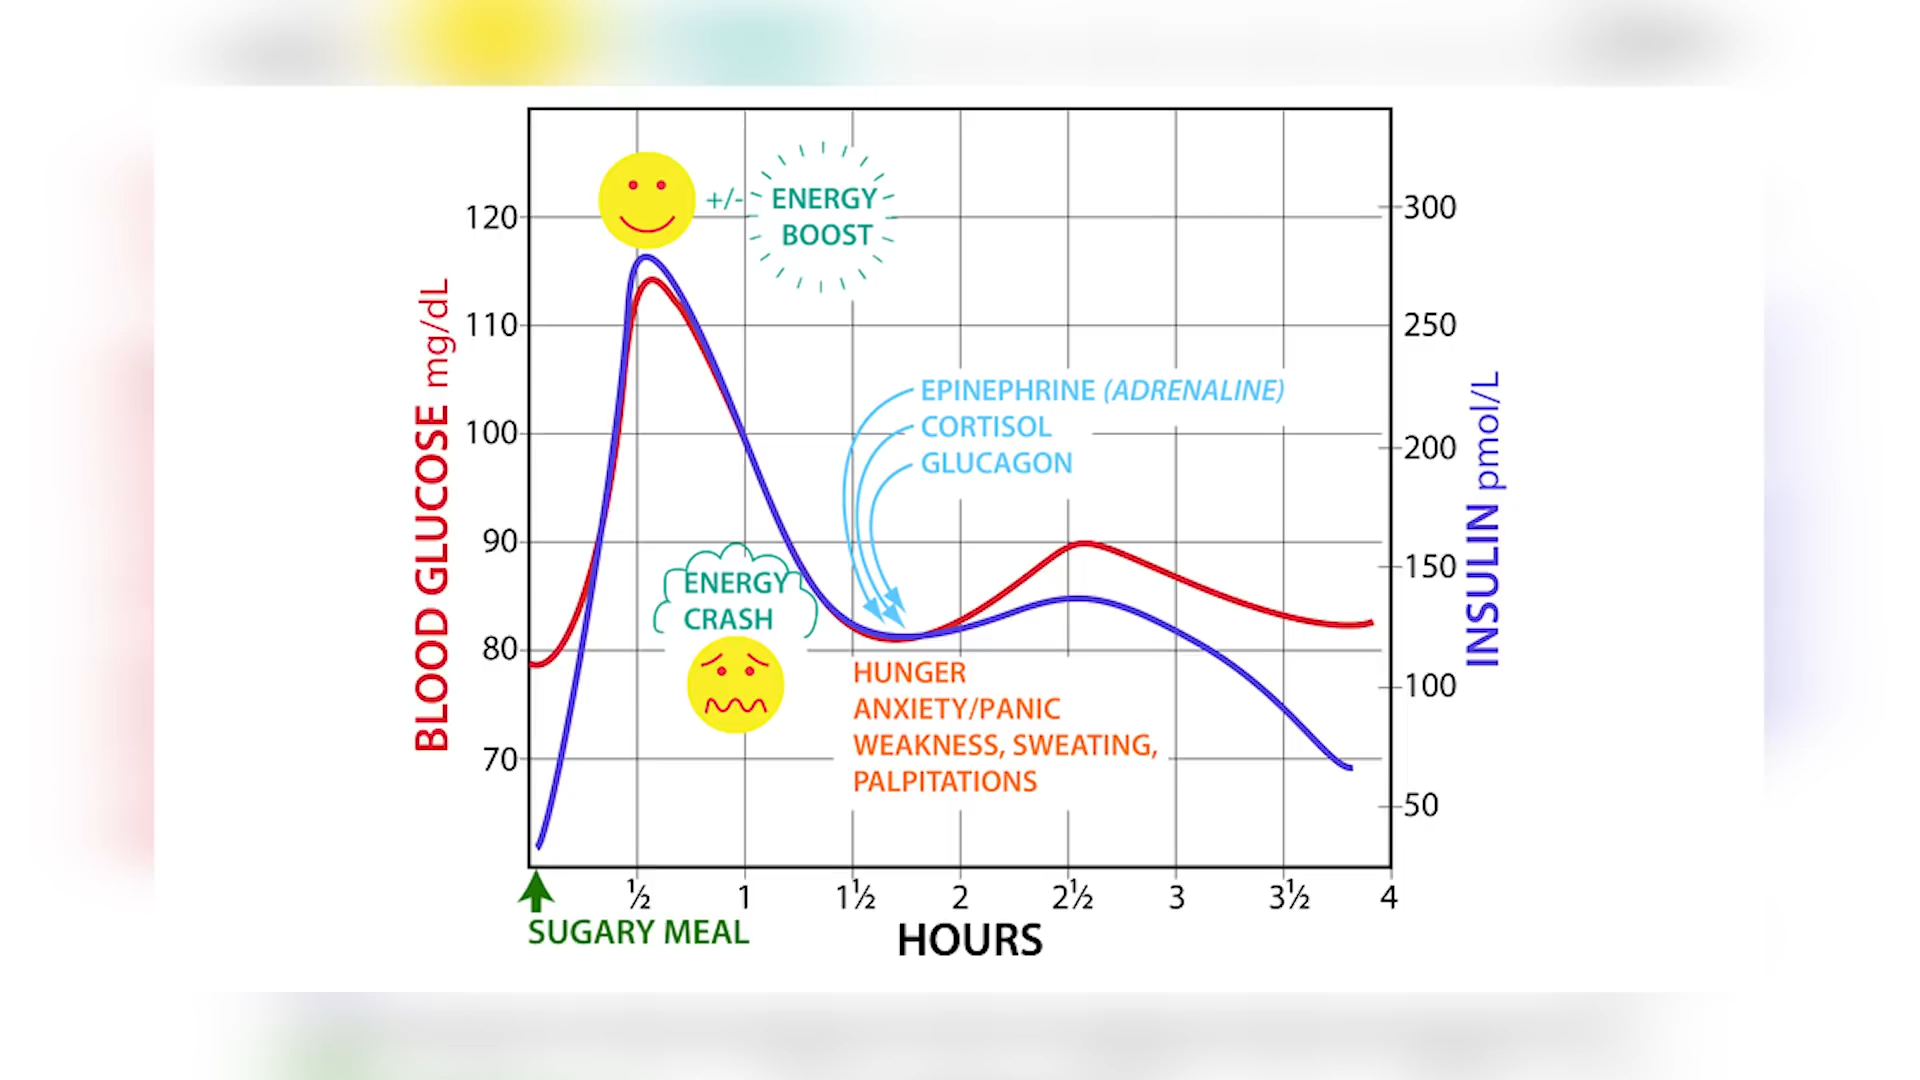 +/- ENERGY
BOOST
120
110
100
90
80
70
BLOOD GLUCOSE mg/dL
300
250
200
150
100
50
INSULIN pmol/L
EPINEPHRINE (ADRENALINE)
CORTISOL
GLUCAGON
ENERGY
CRASH
HUNGER
ANXIETY/PANIC
WEAKNESS, SWEATING,
PALPITATIONS
½ 1 1½ 2 2½ 3 3½ 4
SUGARY MEAL
HOURS